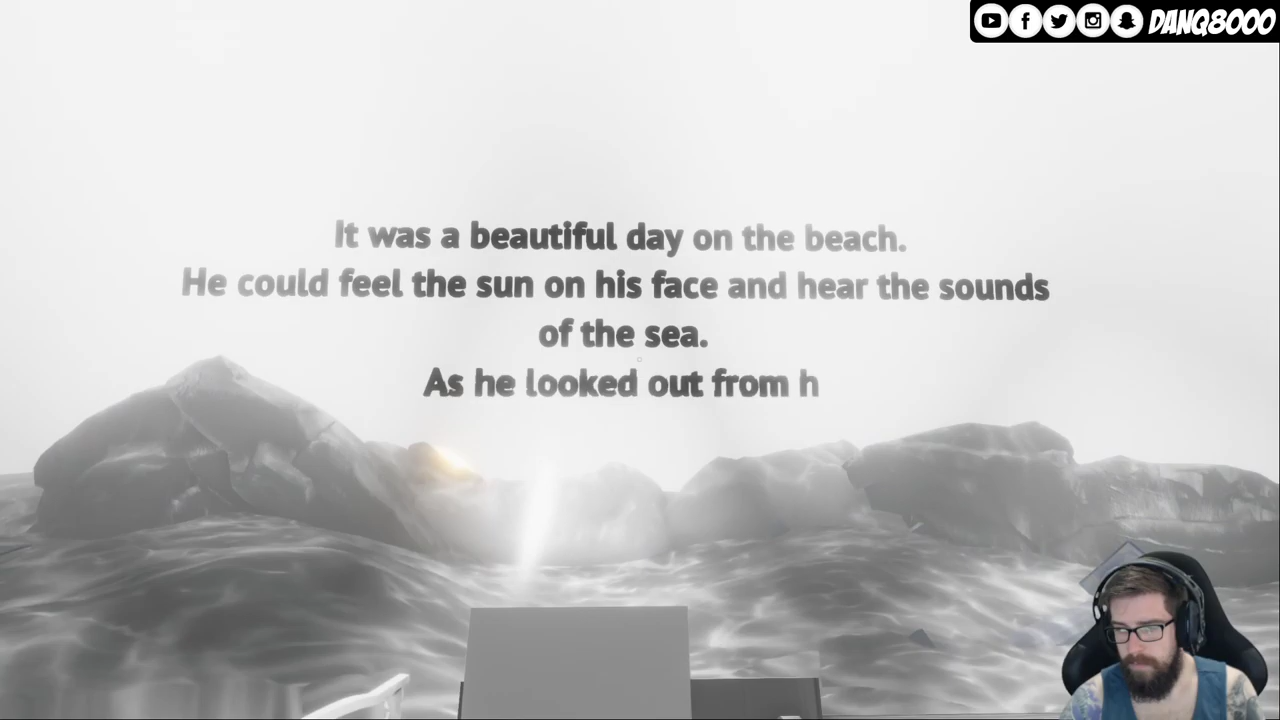 DANQ8000
It was a beautiful day on the beach.
He could feel the sun on his face and hear the sounds
of the sea.
As he looked out from h